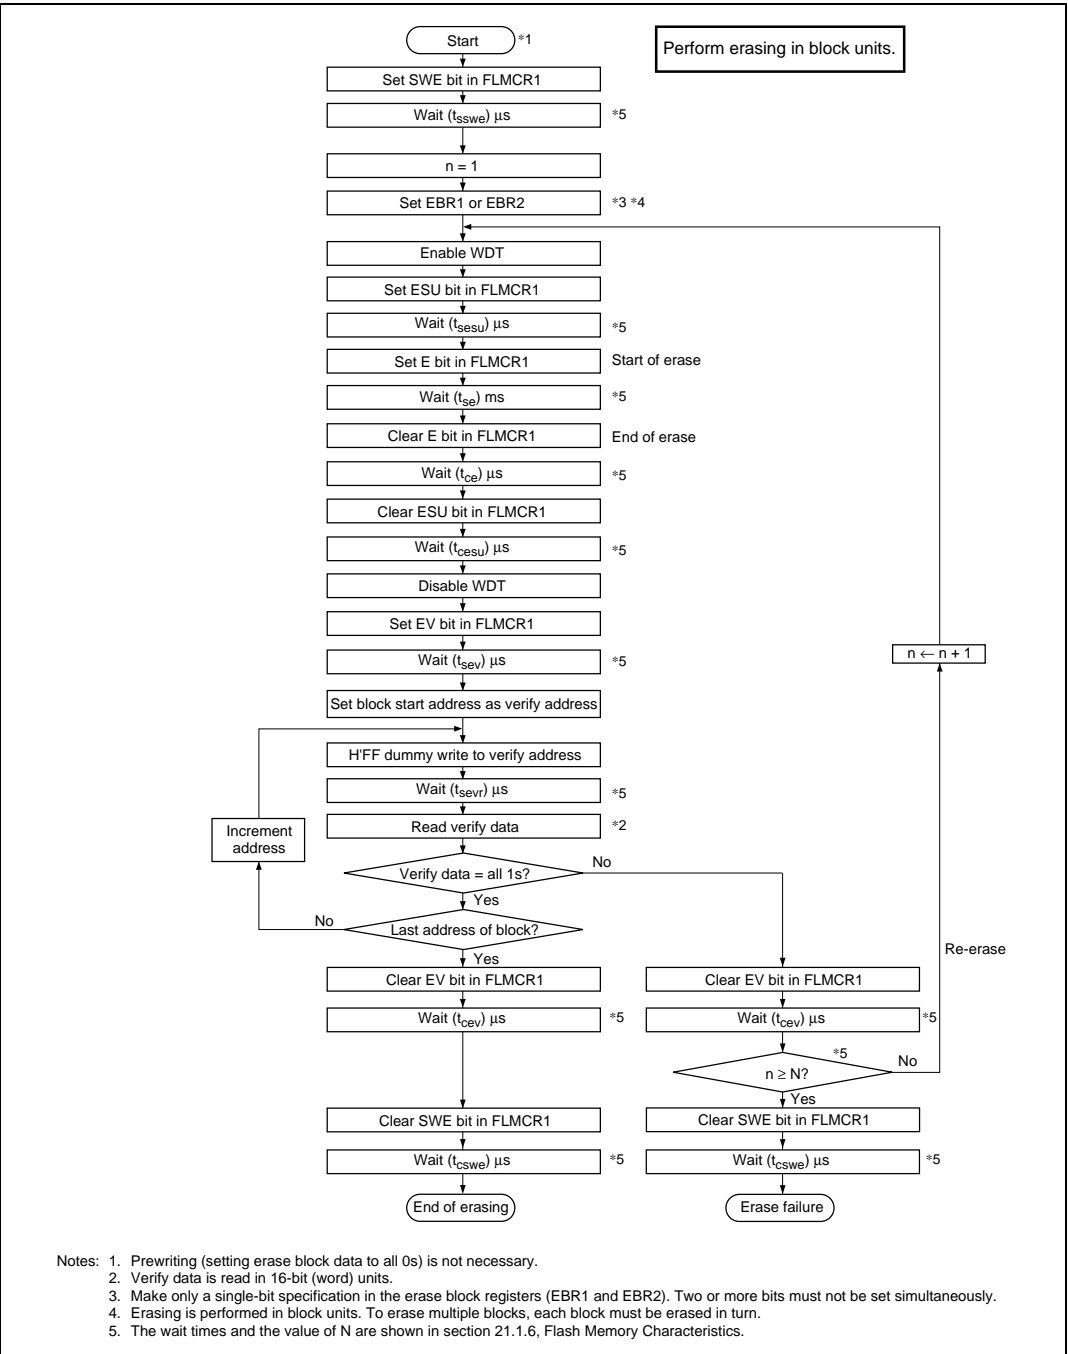 Start *1
Perform erasing in block units.
Set SWE bit in FLMCR1
Wait (tsswe) μs *5
n = 1
Set EBR1 or EBR2 *3 *4
Enable WDT
Set ESU bit in FLMCR1
Wait (tsesu) μs *5
Set E bit in FLMCR1 Start of erase
Wait (tse) ms *5
Clear E bit in FLMCR1 End of erase
Wait (tce) μs *5
Clear ESU bit in FLMCR1
Wait (tcesu) μs *5
Disable WDT
Set EV bit in FLMCR1
Wait (tsev) μs *5
n ← n + 1
Set block start address as verify address
H'FF dummy write to verify address
Wait (tsevr) μs *5
Read verify data *2
Increment
address
Verify data = all 1s?
No
Yes
Last address of block?
No
Yes
Re-erase
Clear EV bit in FLMCR1
Wait (tcev) μs *5
Clear EV bit in FLMCR1
Wait (tcev) μs *5
n ≥ N? *5
No
Yes
Clear SWE bit in FLMCR1
Wait (tcswe) μs *5
End of erasing
Clear SWE bit in FLMCR1
Wait (tcswe) μs *5
Erase failure
Notes: 1. Prewriting (setting erase block data to all 0s) is not necessary.
2. Verify data is read in 16-bit (word) units.
3. Make only a single-bit specification in the erase block registers (EBR1 and EBR2). Two or more bits must not be set simultaneously.
4. Erasing is performed in block units. To erase multiple blocks, each block must be erased in turn.
5. The wait times and the value of N are shown in section 21.1.6, Flash Memory Characteristics.